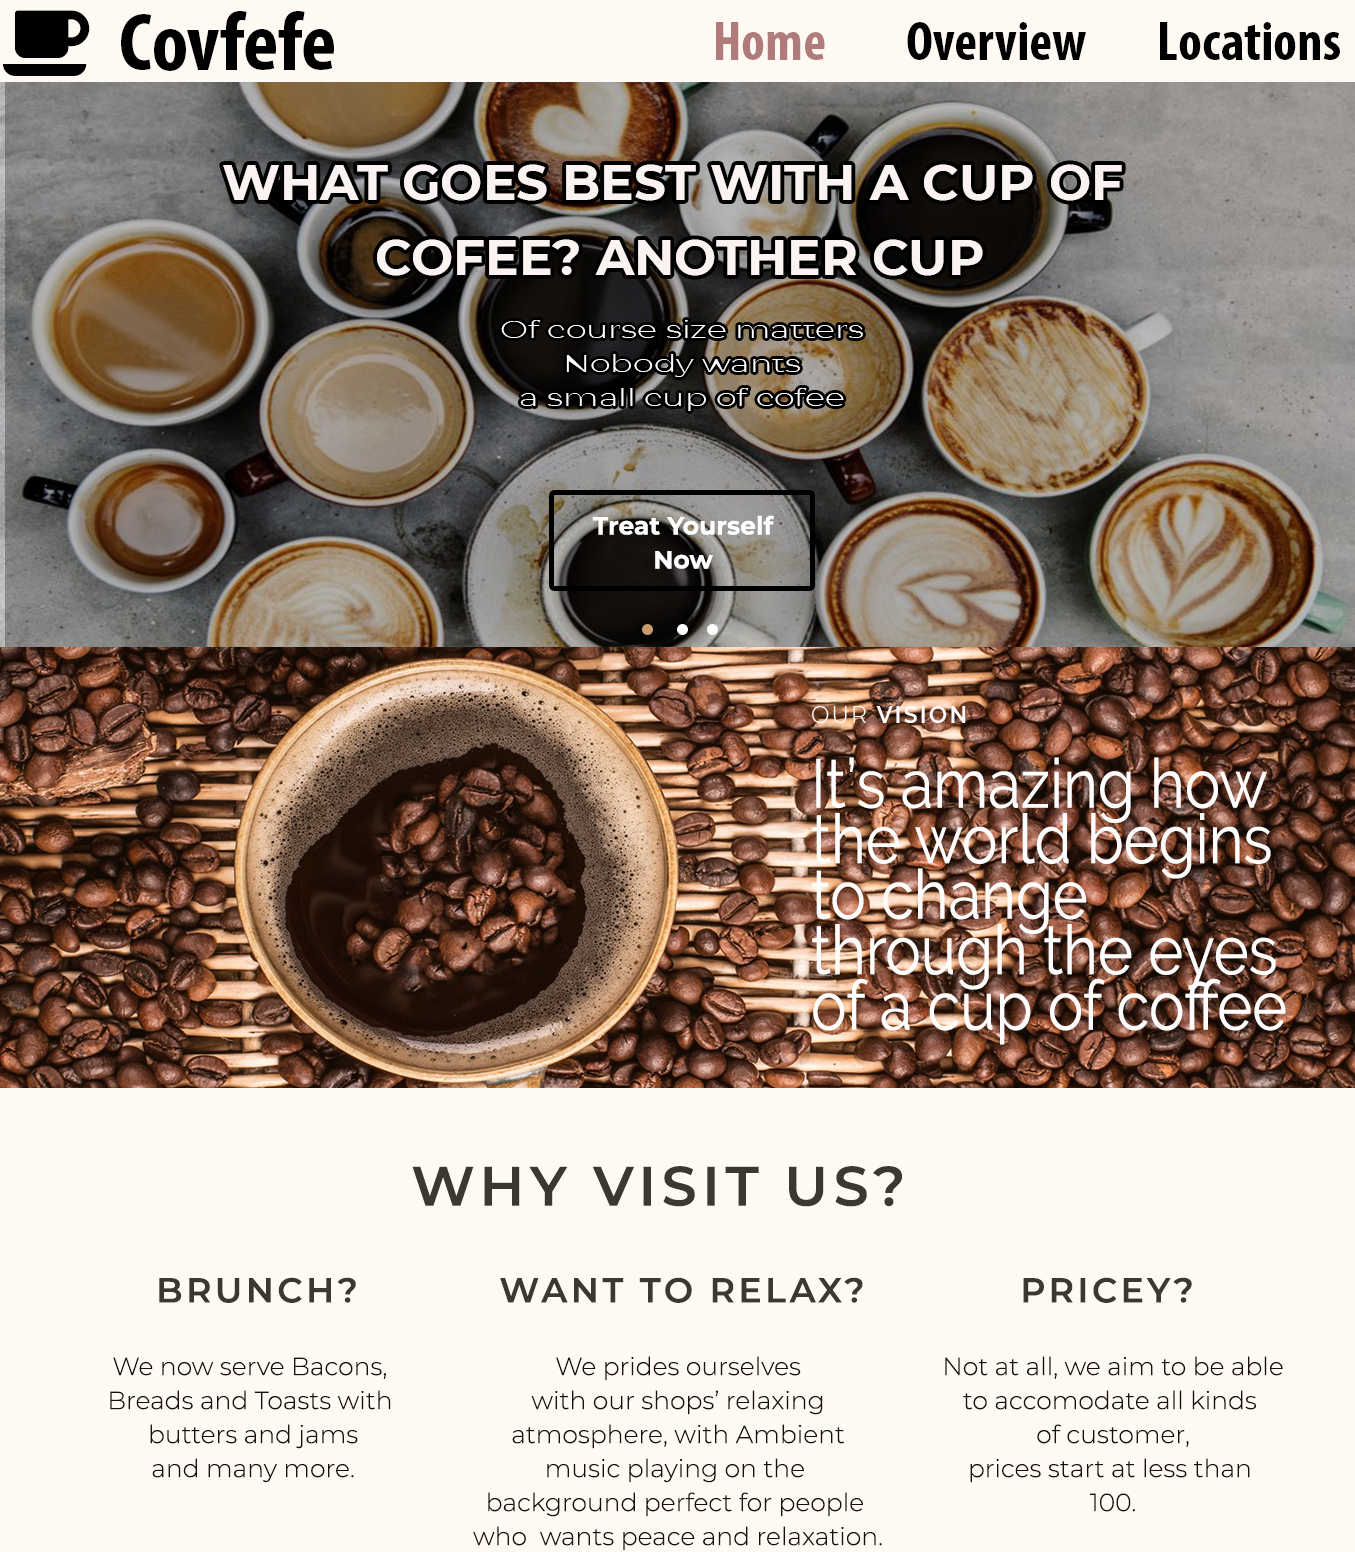 Covfefe
Home Overview Locations
WHAT GOES BEST WITH A CUP OF
COFEE? ANOTHER CUP
Of course size matters
Nobody wants
a small cup of cofee
Treat Yourself
Now
OUR VISION
It's amazing how
the world begins
to change
through the eyes
of a cup of coffee
WHY VISIT US?
BRUNCH?
We now serve Bacons,
Breads and Toasts with
butters and jams
and many more.
WANT TO RELAX?
We prides ourselves
with our shops’ relaxing
atmosphere, with Ambient
music playing on the
background perfect for people
who  wants peace and relaxation.
PRICEY?
Not at all, we aim to be able
to accomodate all kinds
of customer,
prices start at less than
100.